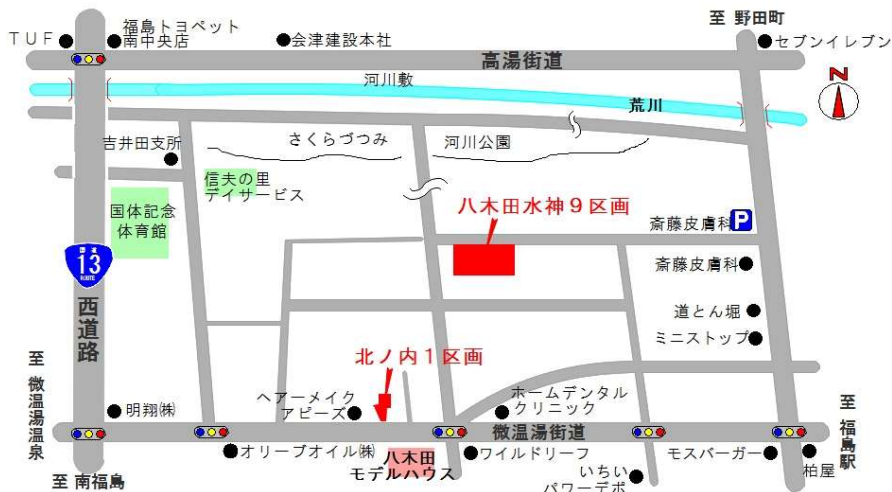 至 野田町
福島トヨペット
南中央店
TUF
会津建設本社
セブンイレブン
高湯街道
河川敷
荒川
N
さくらづつみ
河川公園
吉井田支所
信夫の里
デイサービス
国体記念
体育館
八木田水神9区画
斎藤皮膚科
P
斎藤皮膚科
国道
13
ROUTE
西道路
道とん堀
ミニストップ
北ノ内1区画
至 微温湯温泉
ヘアーメイク
アビーズ
ホームデンタル
クリニック
明翔㈱
微温湯街道
至 福島駅
オリーブオイル㈱
八木田
モデルハウス
ワイルドリーフ
モスバーガー
柏屋
いちい
パワーデポ
至 南福島